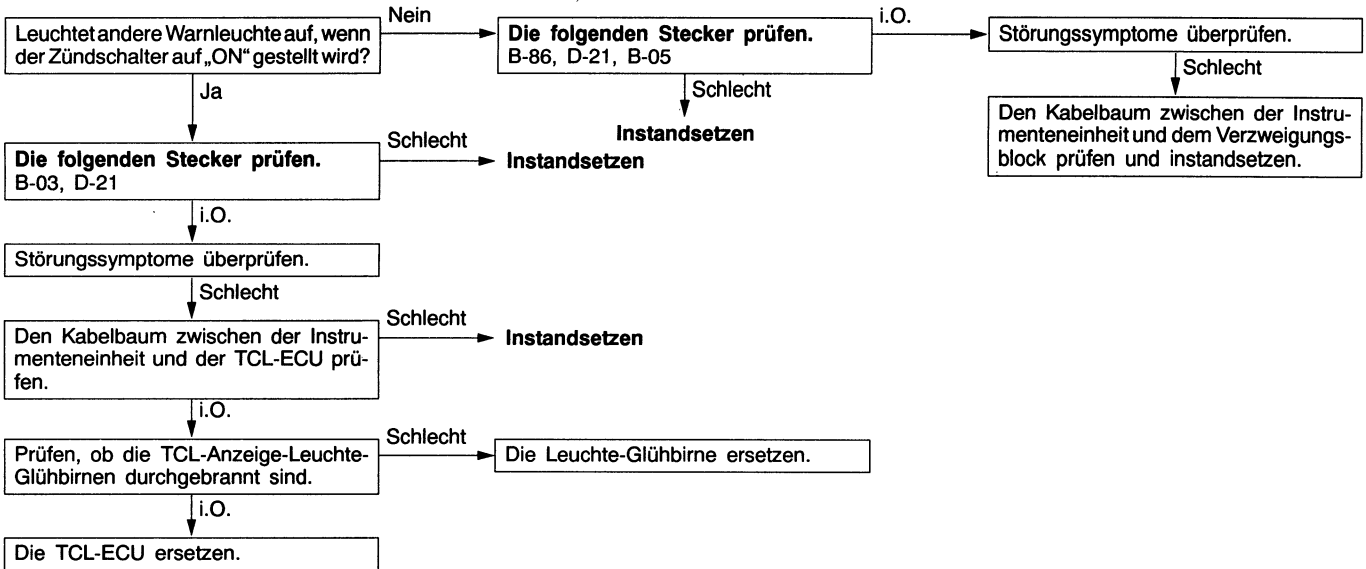 Leuchtet andere Warnleuchte auf, wenn
der Zündschalter auf „ON“ gestellt wird?
Nein
Die folgenden Stecker prüfen.
B-86, D-21, B-05
i.O.
Störungssymptome überprüfen.
Schlecht
Den Kabelbaum zwischen der Instru-
menteneinheit und dem Verzweigungs-
block prüfen und instandsetzen.
Schlecht
Instandsetzen
Ja
Die folgenden Stecker prüfen.
B-03, D-21
Schlecht
Instandsetzen
i.O.
Störungssymptome überprüfen.
Schlecht
Den Kabelbaum zwischen der Instru-
menteneinheit und der TCL-ECU prü-
fen.
Schlecht
Instandsetzen
i.O.
Prüfen, ob die TCL-Anzeige-Leuchte-
Glühbirnen durchgebrannt sind.
Schlecht
Die Leuchte-Glühbirne ersetzen.
i.O.
Die TCL-ECU ersetzen.